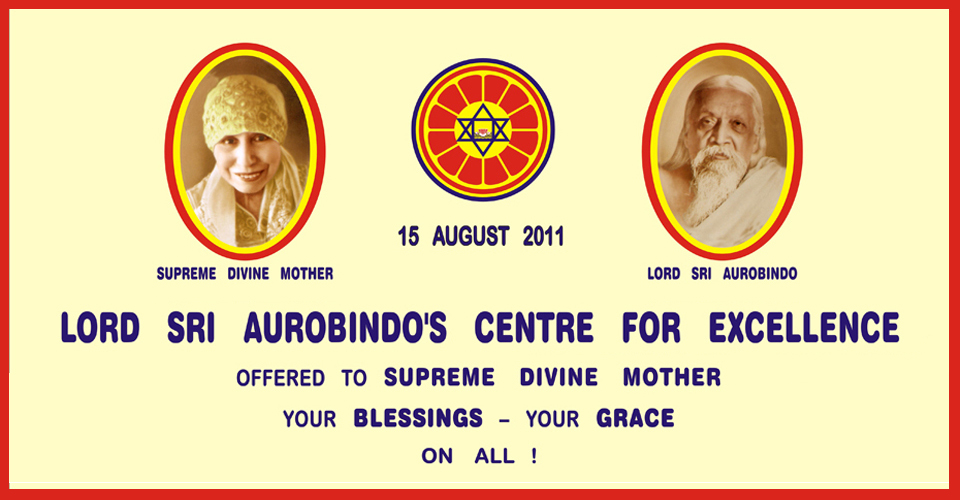 15 AUGUST 2011
SUPREME DIVINE MOTHER
LORD SRI AUROBINDO
LORD SRI AUROBINDO'S CENTRE FOR EXCELLENCE
OFFERED TO SUPREME DIVINE MOTHER
YOUR BLESSINGS – YOUR GRACE
ON ALL !